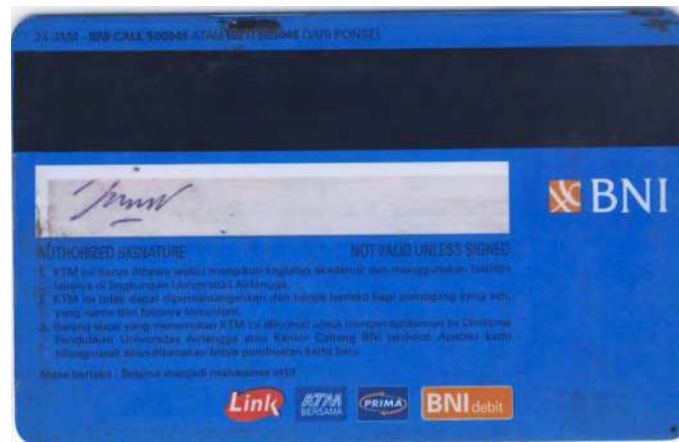 24 JAM - BNI CALL 500046 ATAU (021) 500046 DARI PONSEL
BNI
AUTHORIZED SIGNATURE NOT VALID UNLESS SIGNED
1. KTM ini harus dibawa waktu mengikuti kegiatan akademik dan menggunakan fasilitas
lainnya di lingkungan Universitas Airlangga.
2. KTM ini tidak dapat dipindahtangankan dan hanya berlaku bagi pemegang yang sah,
yang nama dan fotonya tercantum.
3. Barang siapa yang menemukan KTM ini dimohon untuk mengembalikannya ke Direktorat
Pendidikan Universitas Airlangga atau Kantor Cabang BNI terdekat. Apabila kartu
hilang/rusak akan dikenakan biaya pembuatan kartu baru.
Masa berlaku : Selama menjadi mahasiswa aktif
Link ATM BERSAMA PRIMA BNI debit